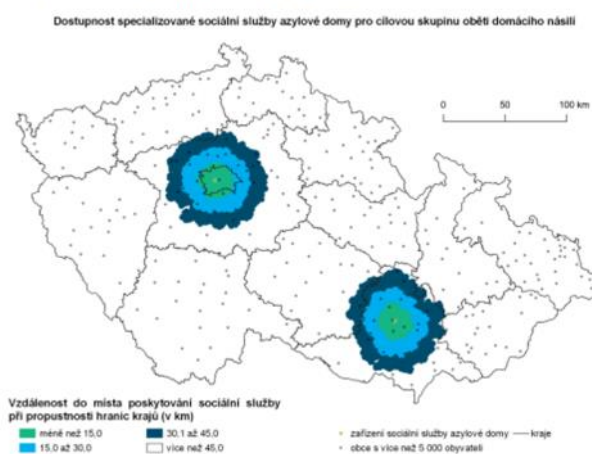 Dostupnost specializované sociální služby azylové domy pro cílovou skupinu oběti domácího násilí
0 50 100 km
Vzdálenost do místa poskytování sociální služby
při propustnosti hranic krajů (v km)
méně než 15,0
30,1 až 45,0
15,0 až 30,0
více než 45,0
zařízení sociální služby azylové domy
kraje
obce s více než 5 000 obyvateli